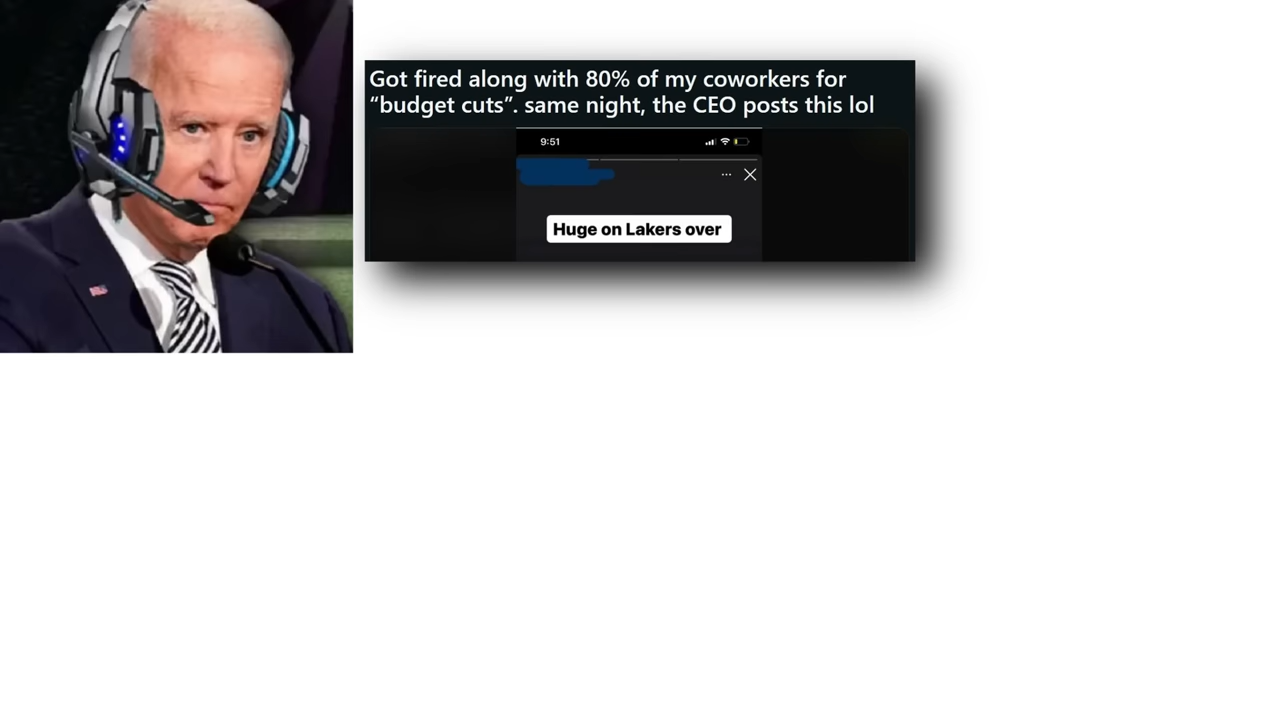 Got fired along with 80% of my coworkers for
“budget cuts”. same night, the CEO posts this lol
9:51
Huge on Lakers over